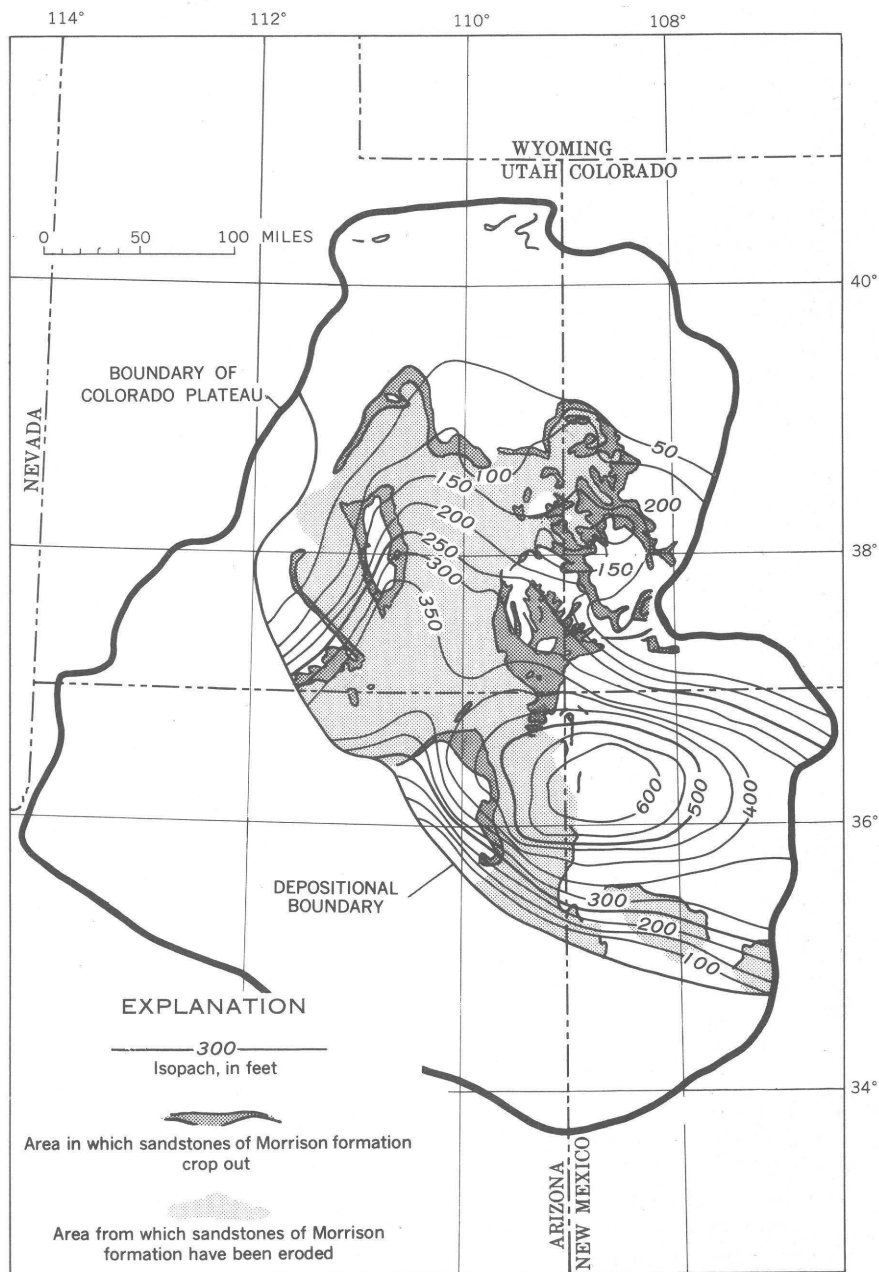 114° 112° 110° 108°
WYOMING
UTAH COLORADO
0 50 100 MILES
40°
BOUNDARY OF
COLORADO PLATEAU
NEVADA
50
100
150
200
200
250
38°
300
150
350
600
500
400
36°
DEPOSITIONAL
BOUNDARY
300
200
100
EXPLANATION
300
Isopach, in feet
34°
Area in which sandstones of Morrison formation
crop out
ARIZONA
NEW MEXICO
Area from which sandstones of Morrison
formation have been eroded